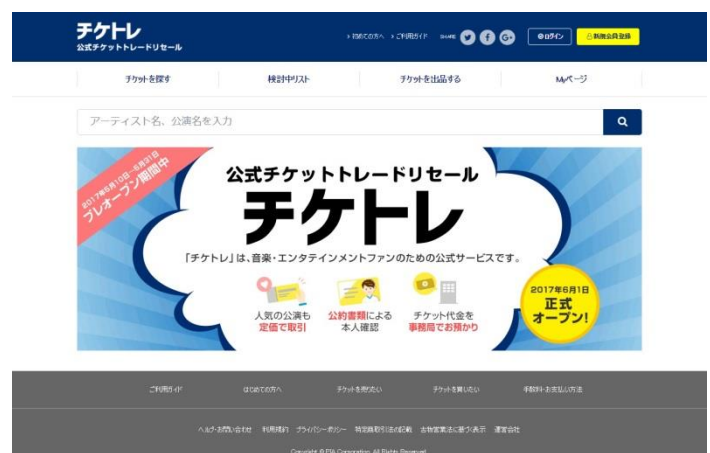 チケトレ
公式チケットトレードリセール
› 初めての方へ › ご利用ガイド SHARE ログイン 新規会員登録
チケットを探す 検討中リスト チケットを出品する Myページ
アーティスト名、公演名を入力
2017年5月10日~5月31日
プレオープン期間中
公式チケットトレードリセール
チケトレ
「チケトレ」は、音楽・エンタテインメントファンのための公式サービスです。
人気の公演も
定価で取引
公的書類による
本人確認
チケット代金を
事務局でお預かり
2017年6月1日
正式
オープン!
ご利用ガイド はじめての方へ チケットを売りたい チケットを買いたい 手数料・お支払い方法
ヘルプ・お問い合わせ 利用規約 プライバシーポリシー 特定商取引法の記載 古物営業法に基づく表示 運営会社
Copyright © PIA Corporation. All Rights Reserved.